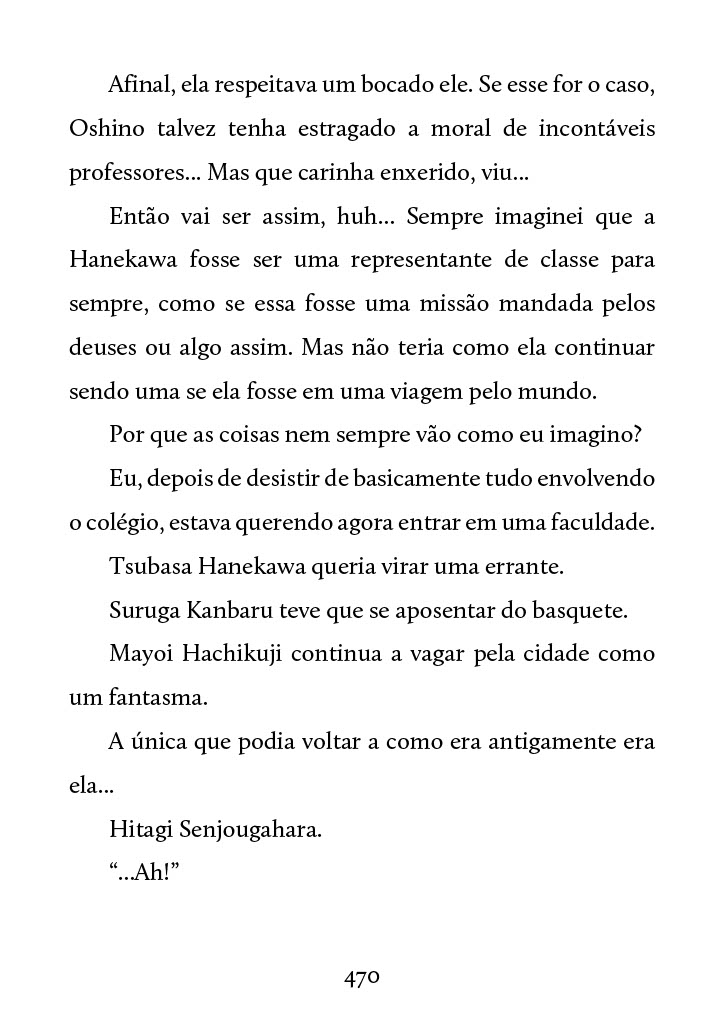 Afinal, ela respeitava um bocado ele. Se esse for o caso,
Oshino talvez tenha estragado a moral de incontáveis
professores... Mas que carinha enxerido, viu...
Então vai ser assim, huh... Sempre imaginei que a
Hanekawa fosse ser uma representante de classe para
sempre, como se essa fosse uma missão mandada pelos
deuses ou algo assim. Mas não teria como ela continuar
sendo uma se ela fosse em uma viagem pelo mundo.
Por que as coisas nem sempre vão como eu imagino?
Eu, depois de desistir de basicamente tudo envolvendo
o colégio, estava querendo agora entrar em uma faculdade.
Tsubasa Hanekawa queria virar uma errante.
Suruga Kanbaru teve que se aposentar do basquete.
Mayoi Hachikuji continua a vagar pela cidade como
um fantasma.
A única que podia voltar a como era antigamente era
ela...
Hitagi Senjougahara.
“...Ah!”
470